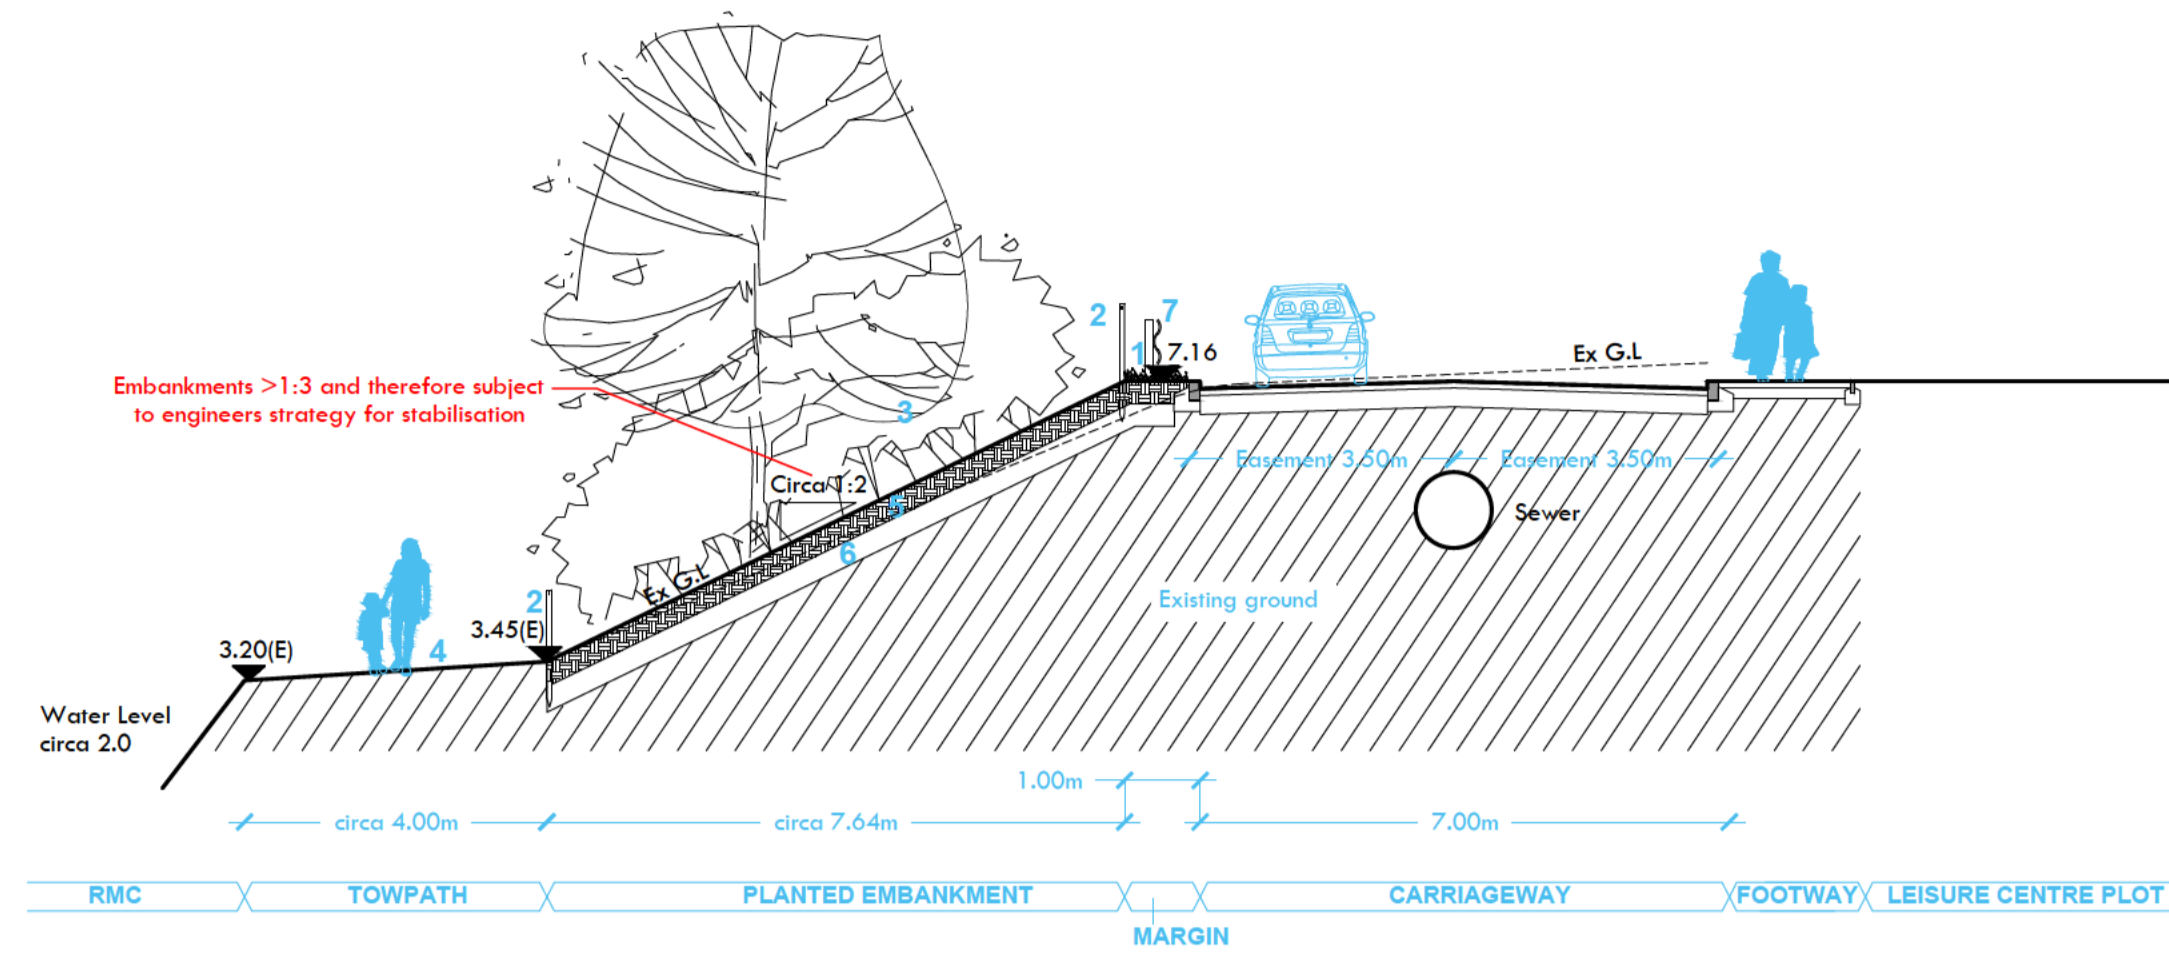 2
7
1
7.16
Ex G.L
Embankments >1:3 and therefore subject
to engineers strategy for stabilisation
3
Easement 3.50m
Easement 3.50m
Circa 1:2
5
Sewer
6
Ex G.L
Existing ground
2
3.45(E)
3.20(E)
4
Water Level
circa 2.0
1.00m
circa 4.00m
circa 7.64m
7.00m
RMC
TOWPATH
PLANTED EMBANKMENT
CARRIAGEWAY
FOOTWAY
LEISURE CENTRE PLOT
MARGIN